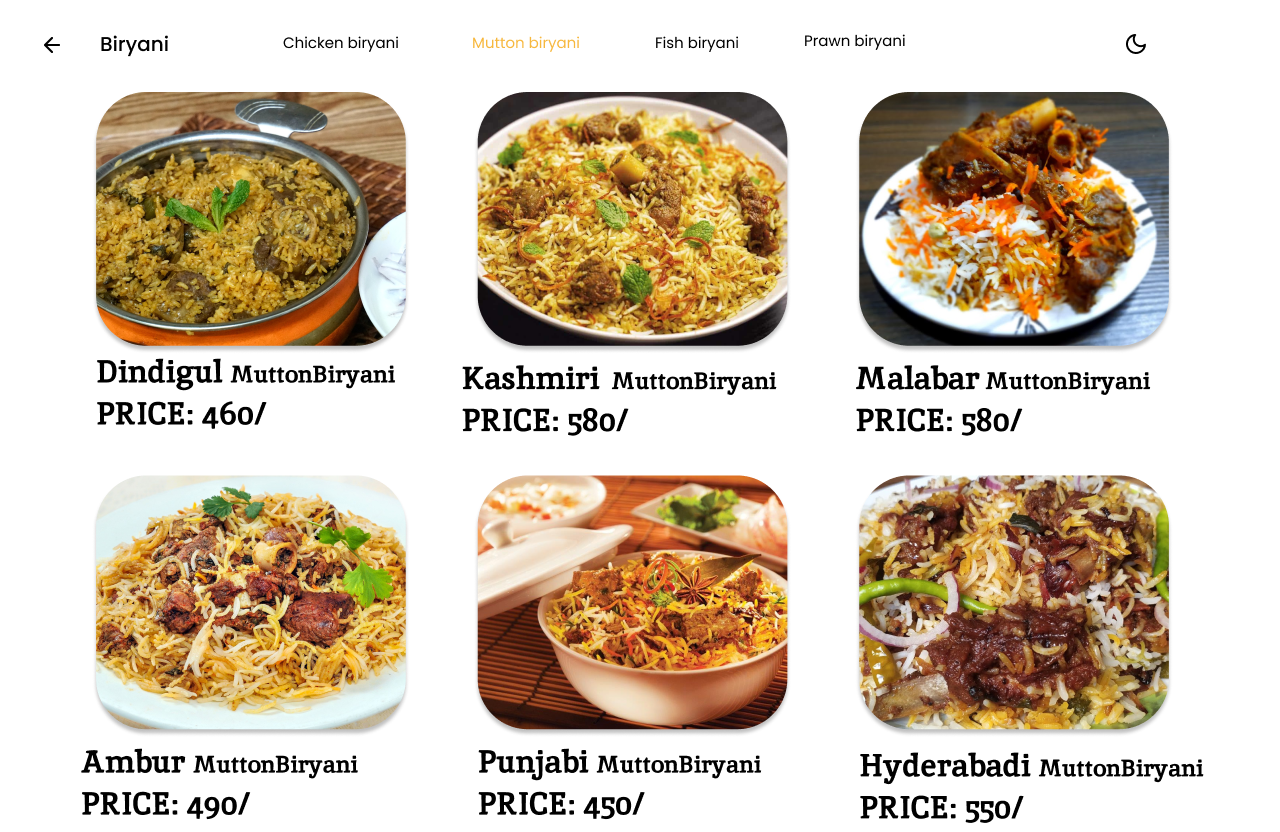 Biryani
Chicken biryani
Mutton biryani
Fish biryani
Prawn biryani
Dindigul MuttonBiryani
PRICE: 460/
Kashmiri MuttonBiryani
PRICE: 580/
Malabar MuttonBiryani
PRICE: 580/
Ambur MuttonBiryani
PRICE: 490/
Punjabi MuttonBiryani
PRICE: 450/
Hyderabadi MuttonBiryani
PRICE: 550/